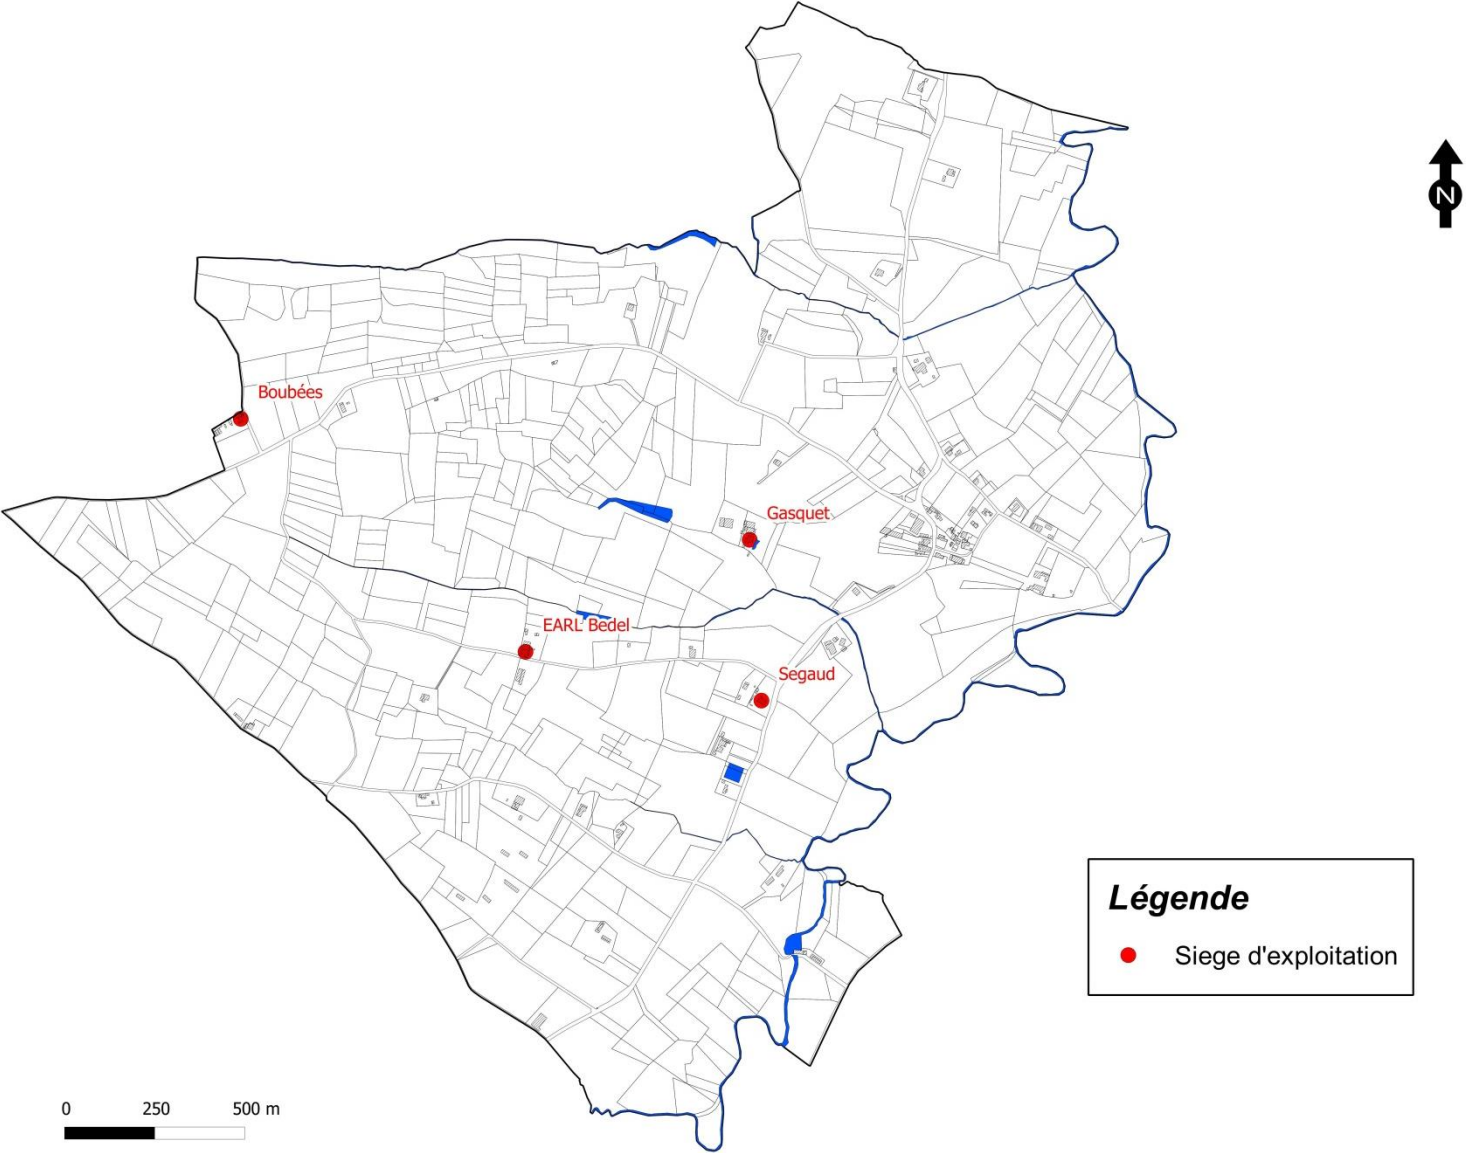 N
Boubées
Gasquet
EARL Bedel
Segaud
Légende
Siege d'exploitation
0 250 500 m